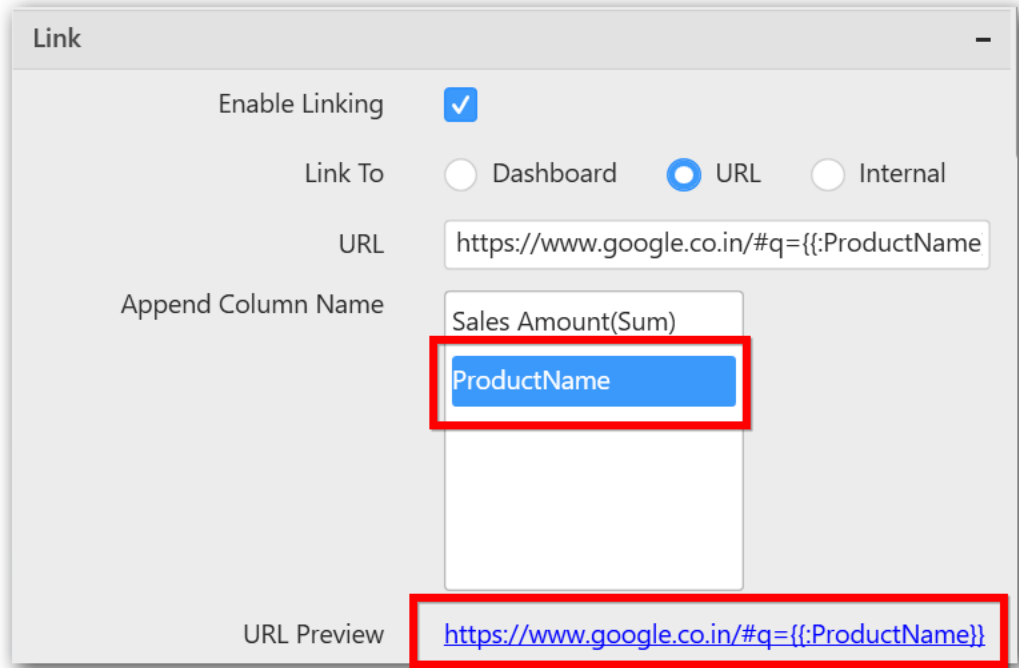 Link
Enable Linking
Link To Dashboard URL Internal
URL https://www.google.co.in/#q={{:ProductName
Append Column Name
Sales Amount(Sum)
ProductName
URL Preview https://www.google.co.in/#q={{:ProductName}}